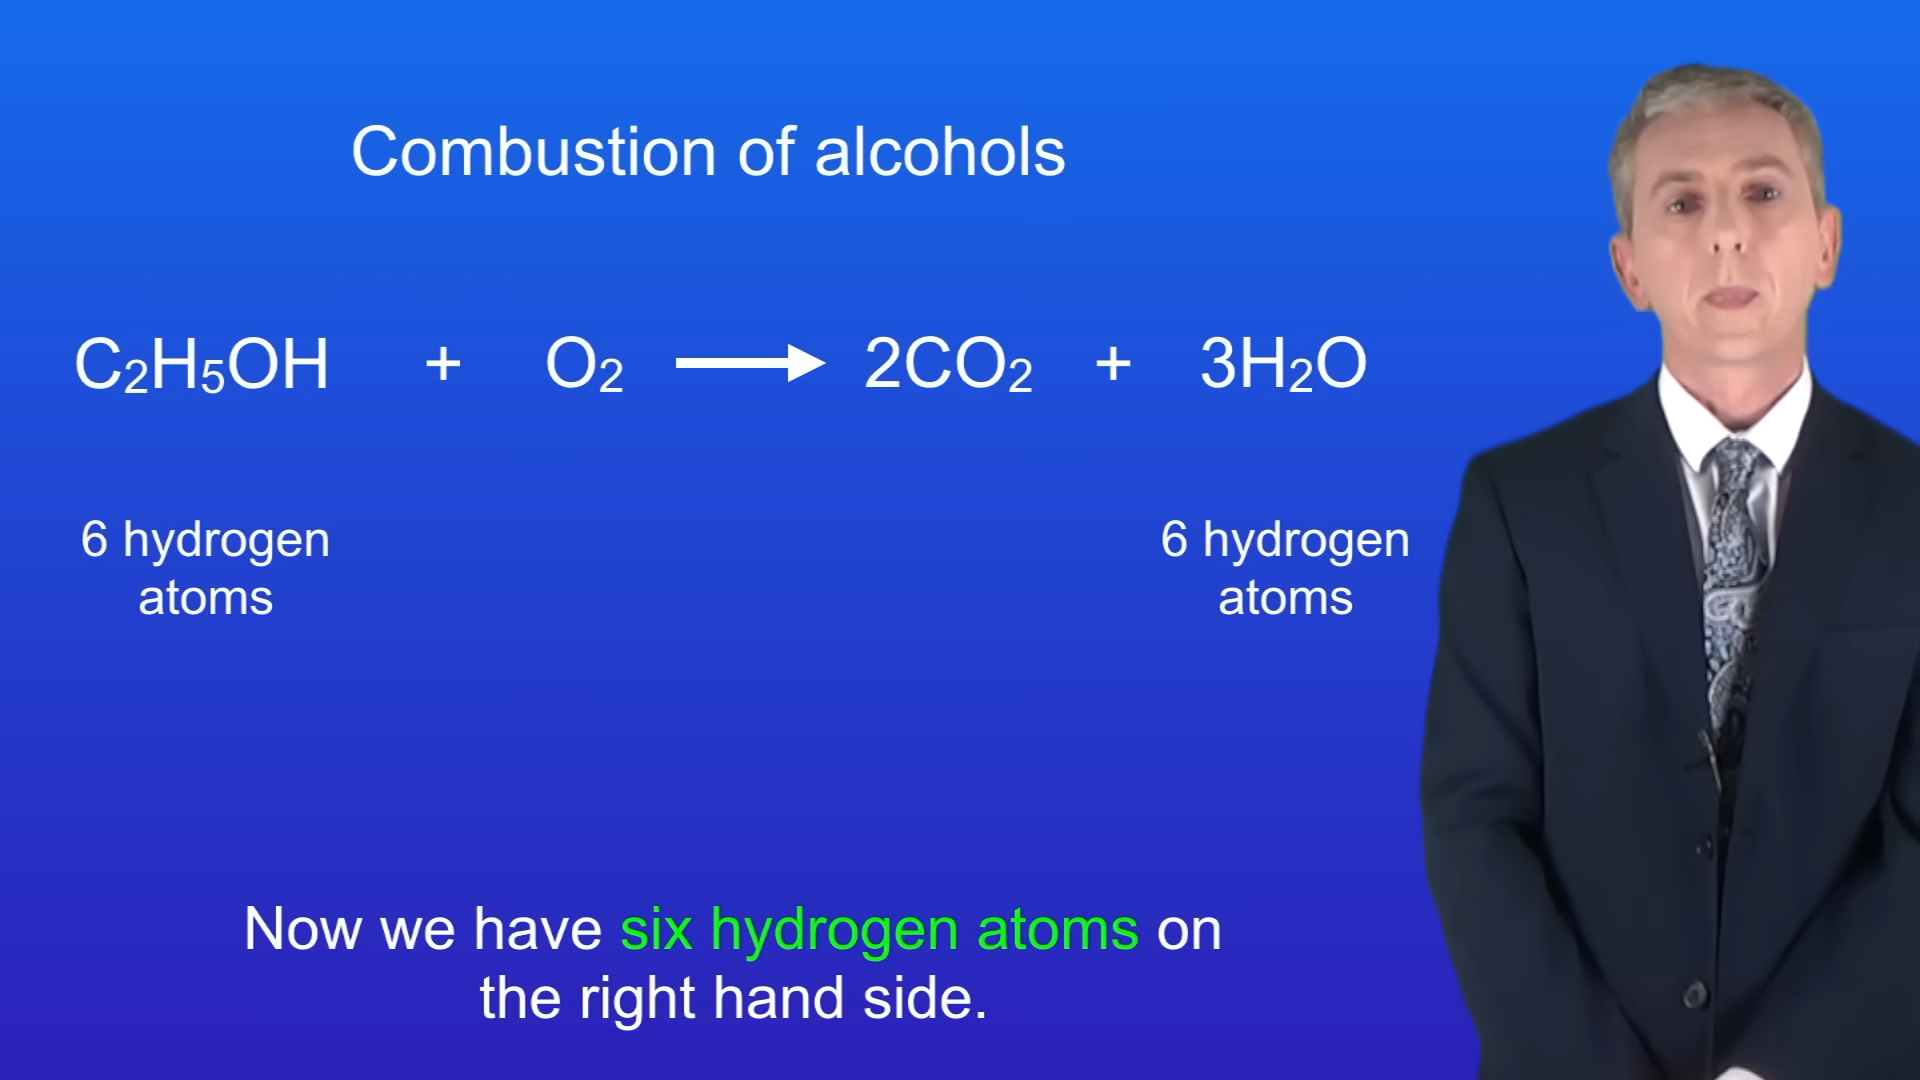 Combustion of alcohols
C₂H₅OH + O₂ ⟶ 2CO₂ + 3H₂O
6 hydrogen
atoms
6 hydrogen
atoms
Now we have six hydrogen atoms on
the right hand side.